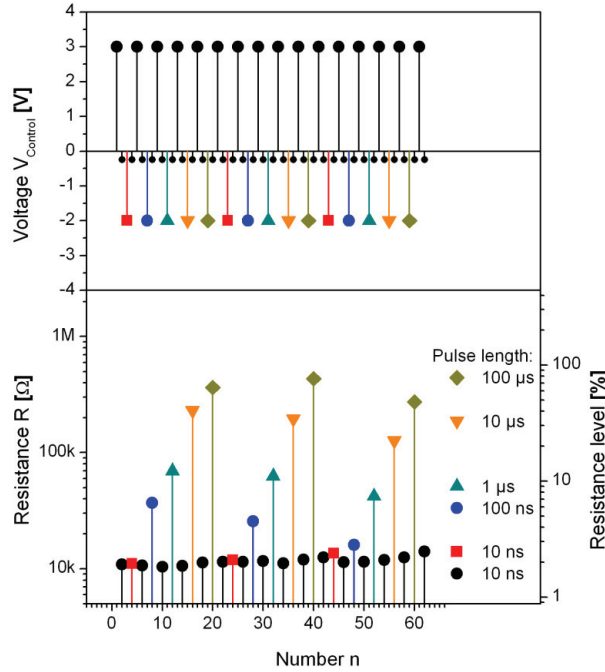 4
3
2
1
0
-1
-2
-3
-4
Voltage V_Control [V]
1M
100k
10k
Resistance R [Ω]
Pulse length:
100 µs
10 µs
1 µs
100 ns
10 ns
10 ns
100
10
1
Resistance level [%]
0 10 20 30 40 50 60
Number n